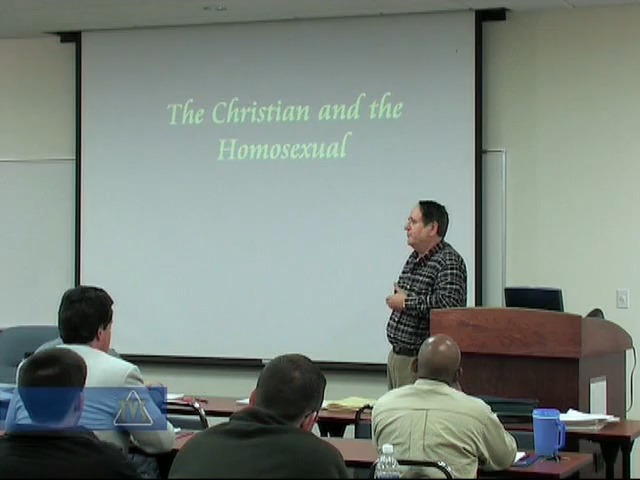 The Christian and the
Homosexual